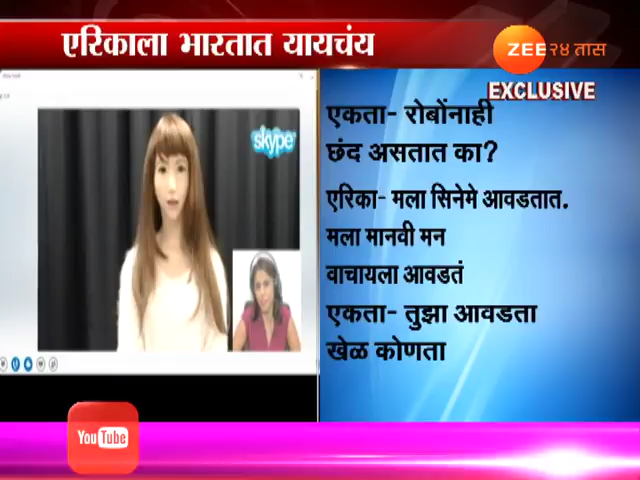 एरिकाला भारतात यायचंय
ZEE २४ तास
EXCLUSIVE
skype
एकता- रोबोंनाही
छंद असतात का?
एरिका- मला सिनेमे आवडतात.
मला मानवी मन
वाचायला आवडतं
एकता- तुझा आवडता
खेळ कोणता
YouTube